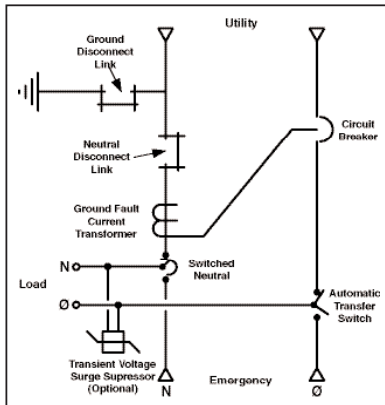 Utility
Ground
Disconnect
Link
Circuit
Breaker
Neutral
Disconnect
Link
Ground Fault
Current
Transformer
N
Switched
Neutral
Load
Ø
Automatic
Transfer
Switch
Transient Voltage
Surge Supressor
(Optional)
N
Emergency
Ø